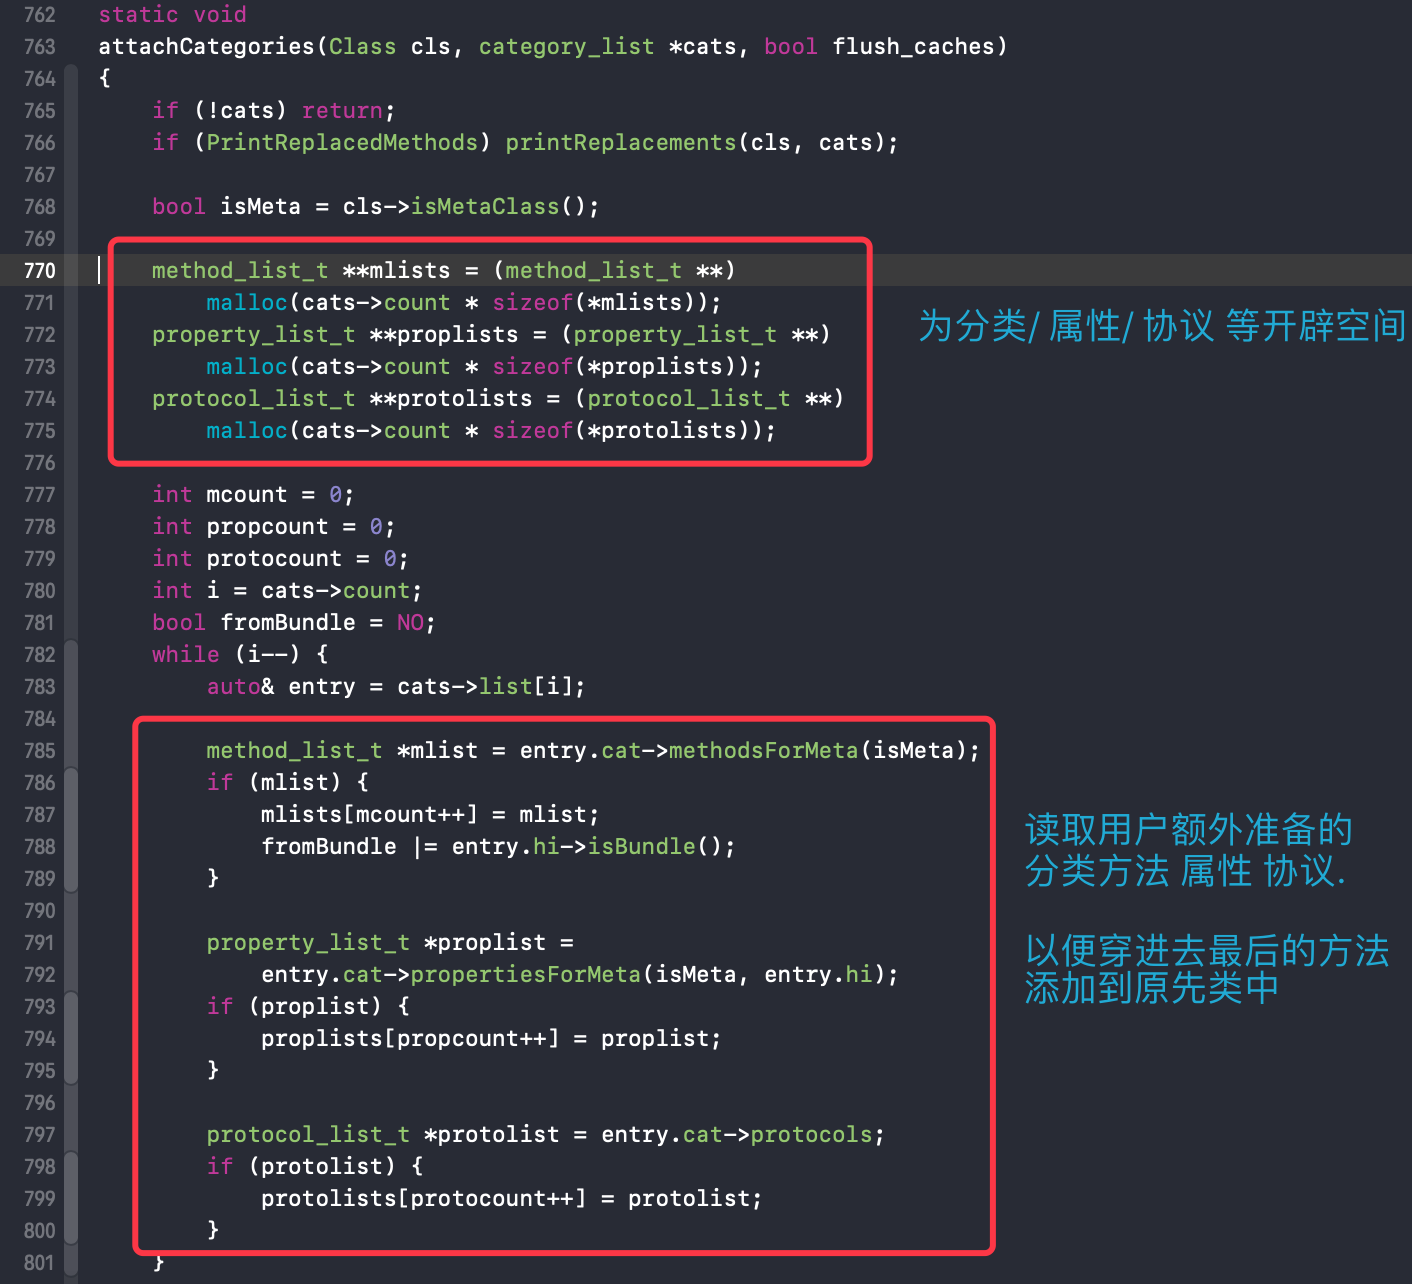 762 static void
763 attachCategories(Class cls, category_list *cats, bool flush_caches)
764 {
765     if (!cats) return;
766     if (PrintReplacedMethods) printReplacements(cls, cats);
767
768     bool isMeta = cls->isMetaClass();
769
770     method_list_t **mlists = (method_list_t **)
771         malloc(cats->count * sizeof(*mlists));
772     property_list_t **proplists = (property_list_t **)
为分类/ 属性/ 协议 等开辟空间
773         malloc(cats->count * sizeof(*proplists));
774     protocol_list_t **protolists = (protocol_list_t **)
775         malloc(cats->count * sizeof(*protolists));
776
777     int mcount = 0;
778     int propcount = 0;
779     int protocount = 0;
780     int i = cats->count;
781     bool fromBundle = NO;
782     while (i--) {
783         auto& entry = cats->list[i];
784
785         method_list_t *mlist = entry.cat->methodsForMeta(isMeta);
786         if (mlist) {
787             mlists[mcount++] = mlist;
788             fromBundle |= entry.hi->isBundle();
789         }
790
791         property_list_t *proplist =
792             entry.cat->propertiesForMeta(isMeta, entry.hi);
793         if (proplist) {
794             proplists[propcount++] = proplist;
795         }
796
797         protocol_list_t *protolist = entry.cat->protocols;
798         if (protolist) {
799             protolists[protocount++] = protolist;
800         }
801     }
读取用户额外准备的
分类方法 属性 协议.
以便穿进去最后的方法
添加到原先类中